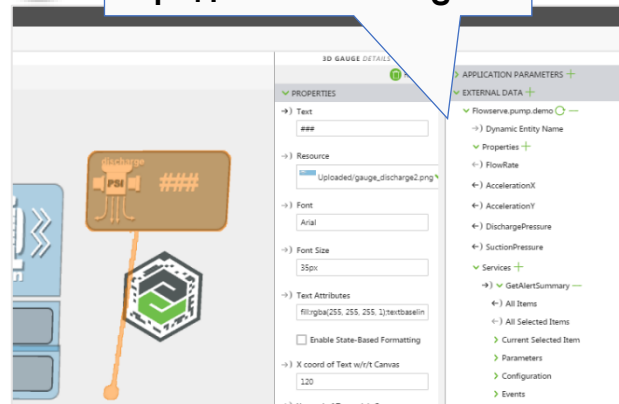 3D GAUGE DETAILS
PROPERTIES
Text
###
Resource
Uploaded/gauge_discharge2.png
Font
Arial
Font Size
35px
Text Attributes
fill:rgba(255, 255, 255, 1);textbaselin
Enable State-Based Formatting
X coord of Text w/r/t Canvas
120
discharge
PSI
####
APPLICATION PARAMETERS
EXTERNAL DATA
Flowserve.pump.demo
Dynamic Entity Name
Properties
FlowRate
AccelerationX
AccelerationY
DischargePressure
SuctionPressure
Services
GetAlertSummary
All Items
All Selected Items
Current Selected Item
Parameters
Configuration
Events